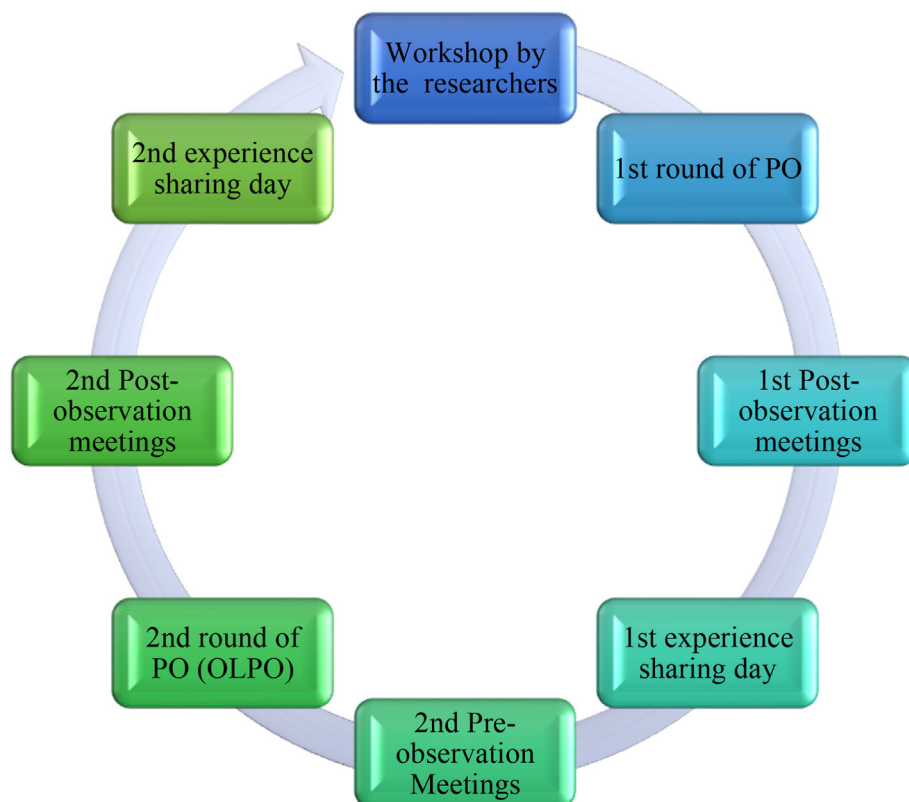 Workshop by
the researchers
1st round of PO
1st Post-
observation
meetings
1st experience
sharing day
2nd Pre-
observation
Meetings
2nd round of
PO (OLPO)
2nd Post-
observation
meetings
2nd experience
sharing day